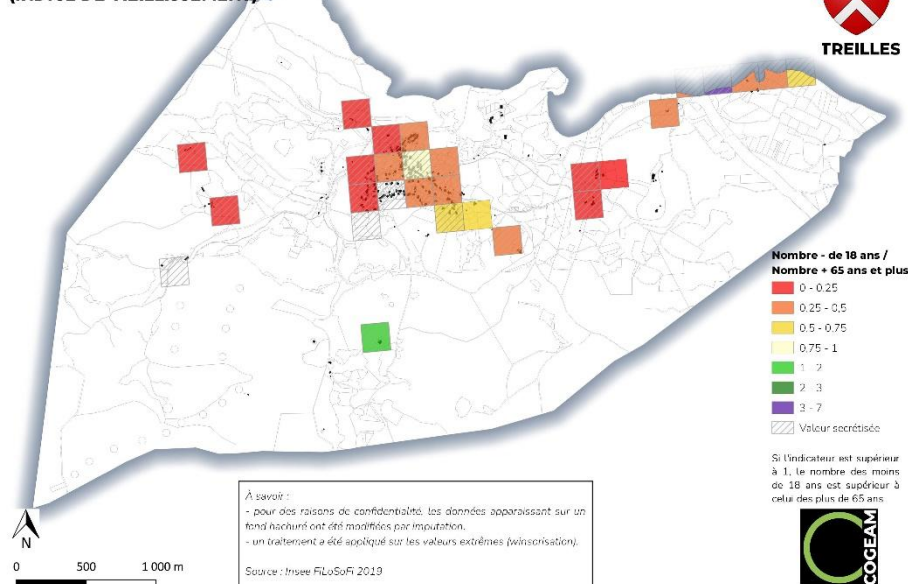 TREILLES
Nombre - de 18 ans /
Nombre + 65 ans et plus
0 - 0.25
0.25 - 0.5
0.5 - 0.75
0.75 - 1
1 - 2
2 - 3
3 - 7
Valeur secrétisée
Si l'indicateur est supérieur
à 1, le nombre des moins
de 18 ans est supérieur à
celui des plus de 65 ans
À savoir :
- pour des raisons de confidentialité, les données apparaissant sur un
fond hachuré ont été modifiées par imputation.
- un traitement a été appliqué sur les valeurs extrêmes (winsorisation).
Source : Insee FiLoSoFi 2019
N
0 500 1 000 m
COGEAM